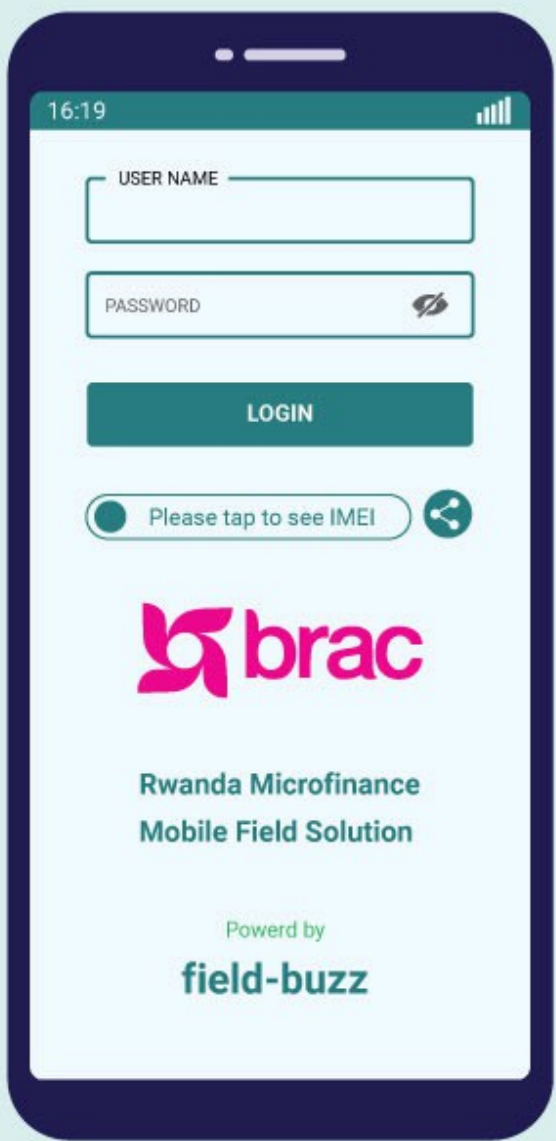 16:19
USER NAME
PASSWORD
LOGIN
Please tap to see IMEI
brac
Rwanda Microfinance
Mobile Field Solution
Powerd by
field-buzz